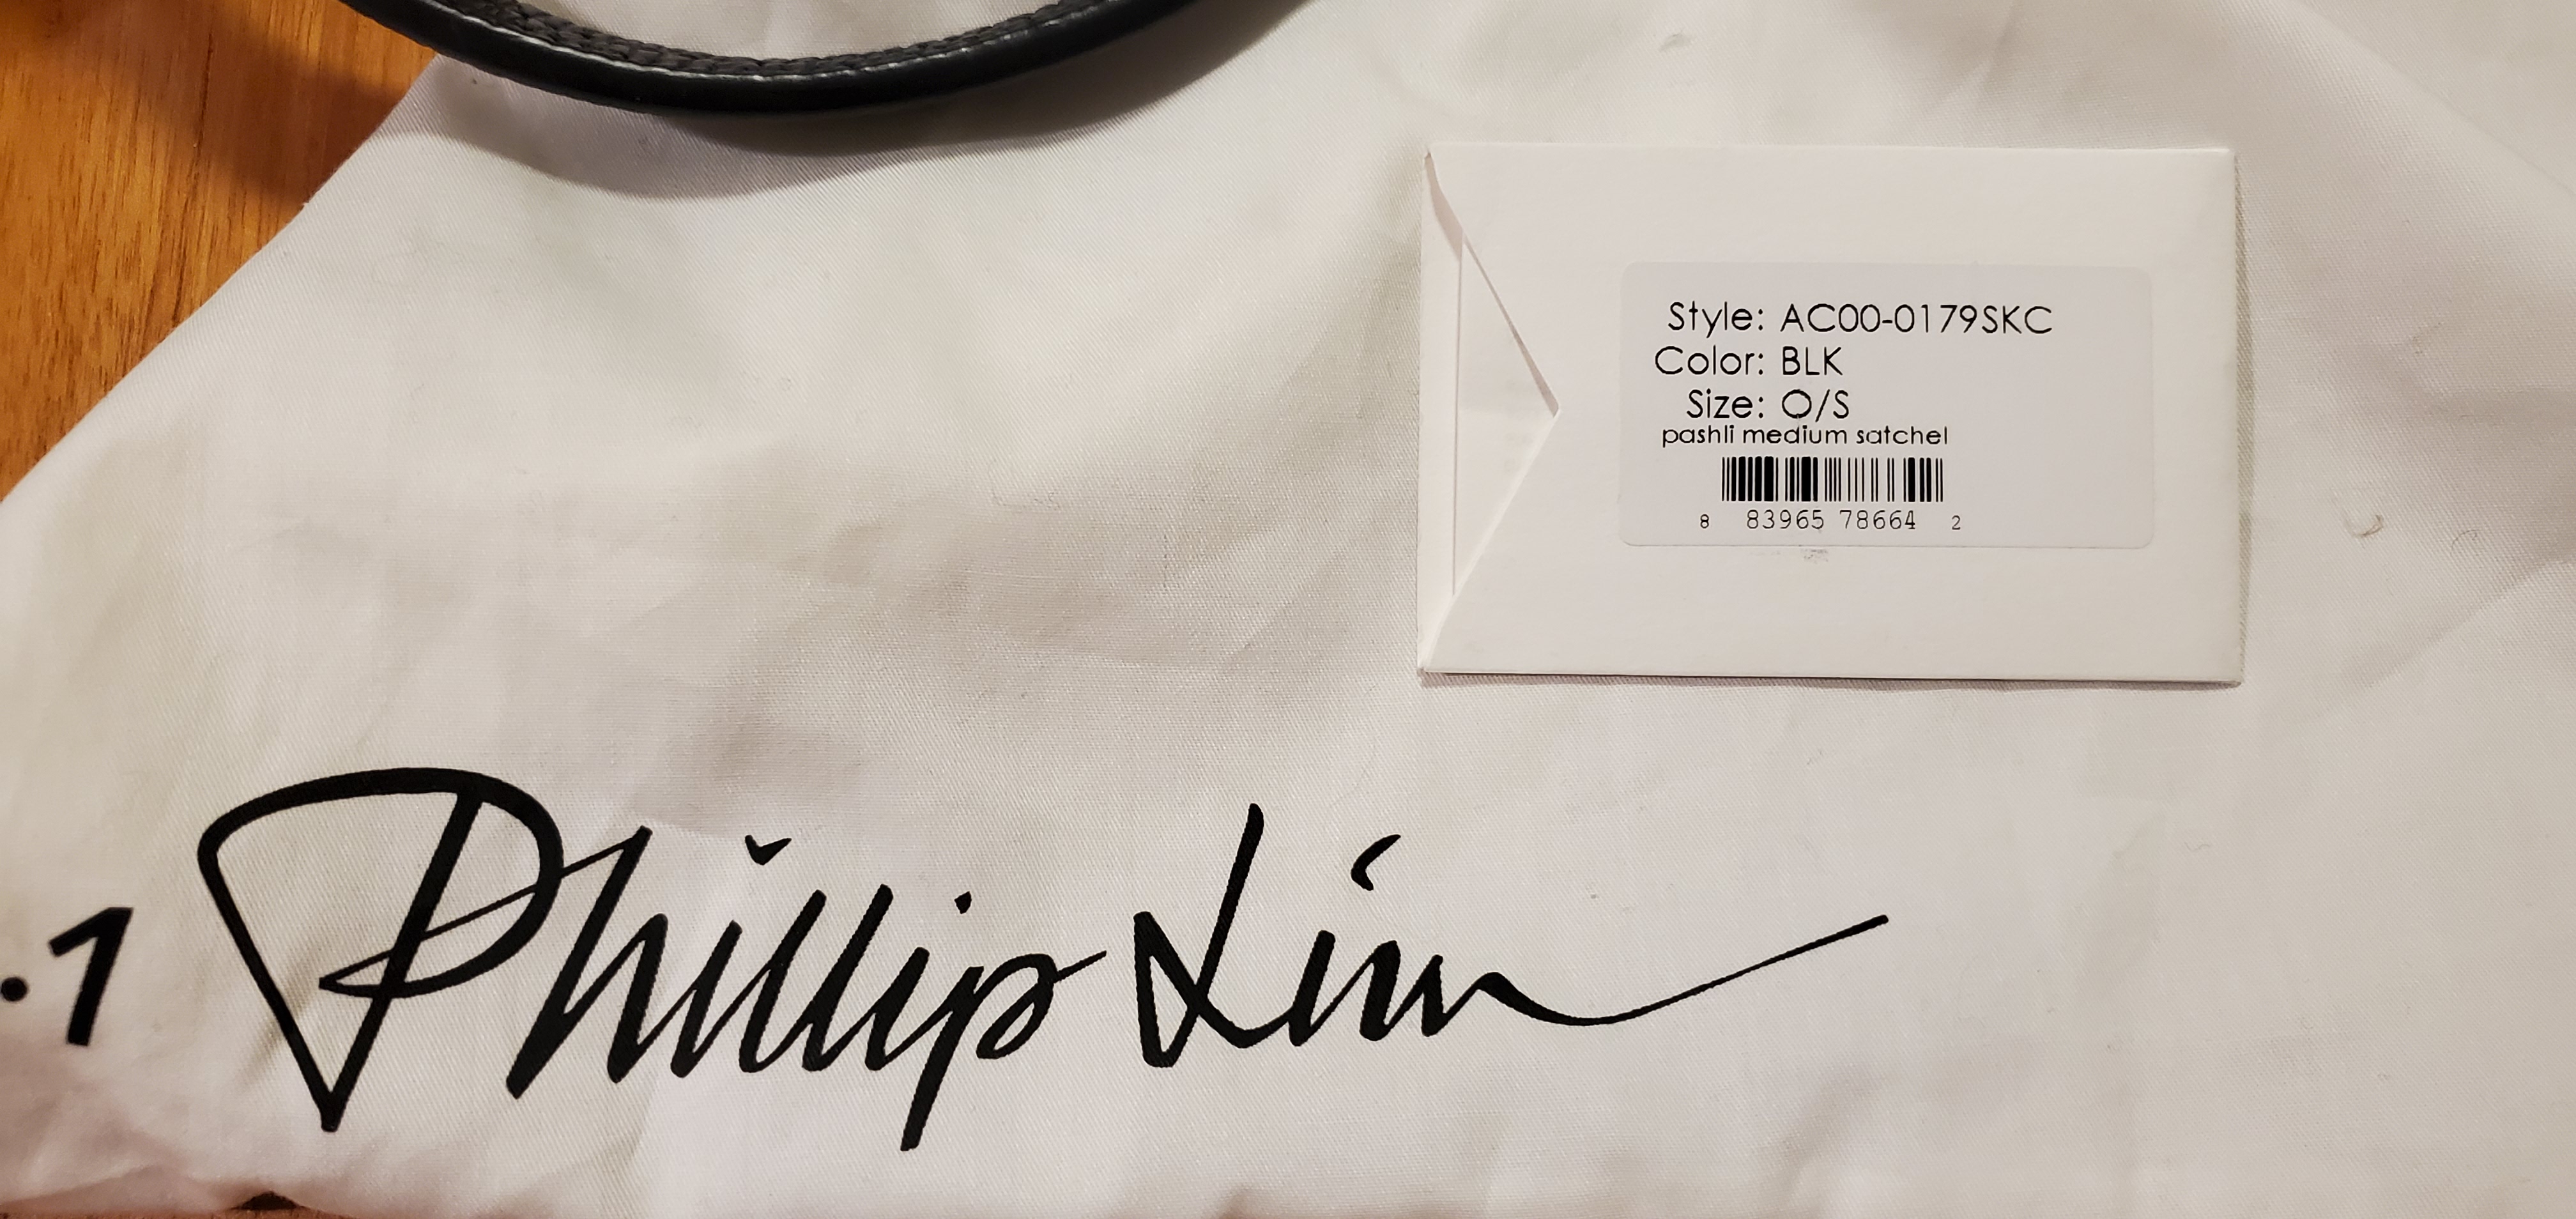 Style: AC00-0179SKC
Color: BLK
Size: O/S
pashli medium satchel
8 83965 78664 2
.1 Phillip Lim